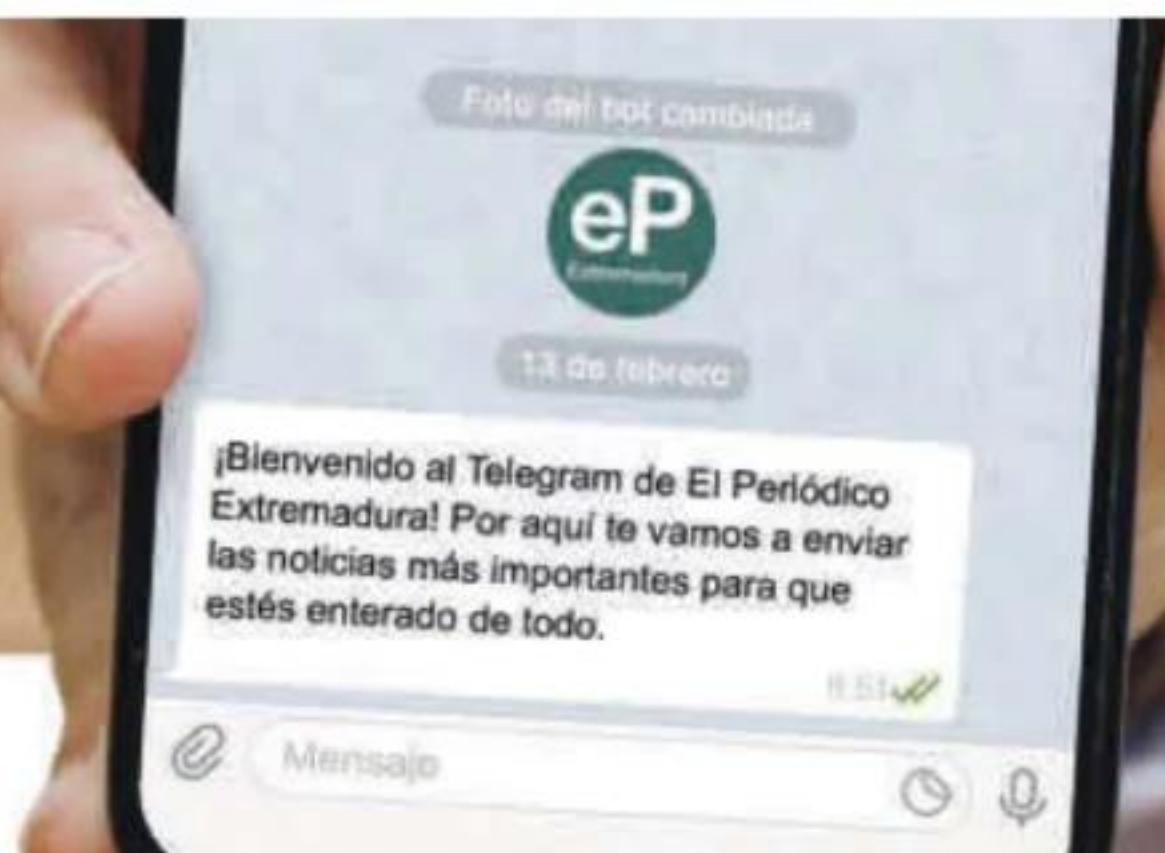 Foto del bot cambiada
eP
Extremadura
13 de febrero
¡Bienvenido al Telegram de El Periódico
Extremadura! Por aquí te vamos a enviar
las noticias más importantes para que
estés enterado de todo.
Mensaje